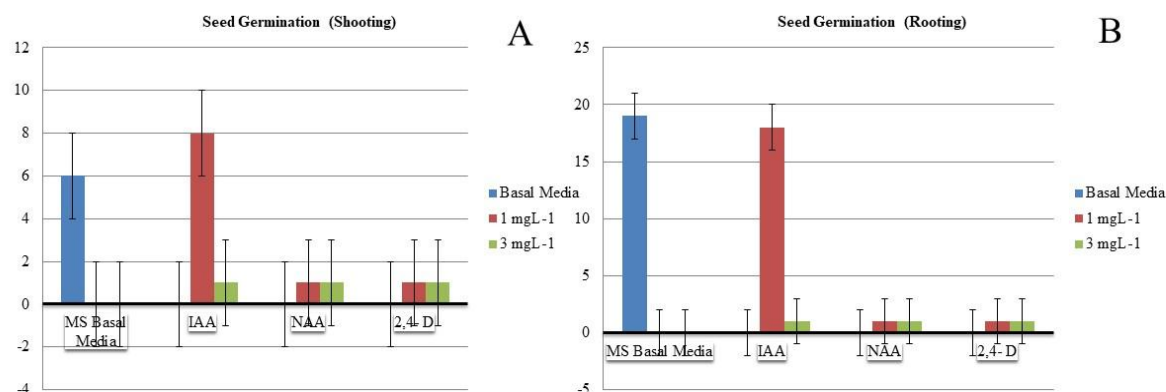 Seed Germination (Shooting)
A
12
10
8
6
4
2
0
-2
-4
MS Basal
Media
IAA
NAA
2,4- D
Basal Media
1 mgL-1
3 mgL-1
Seed Germination (Rooting)
B
25
20
15
10
5
0
-5
MS Basal Media
IAA
NAA
2,4- D
Basal Media
1 mgL-1
3 mgL-1